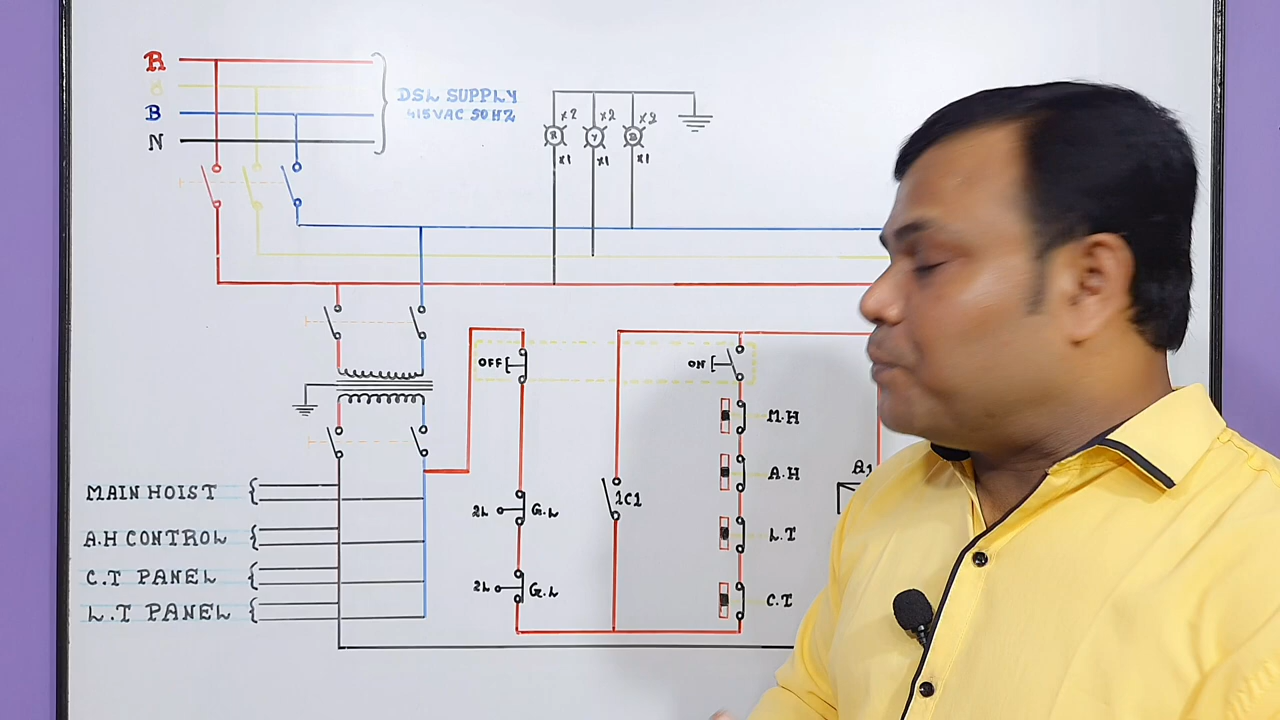 R
Y
B
N
DSL SUPPLY
415VAC 50HZ
x2 x2 x2
R Y B
x1 x1 x1
OFF
ON
M.H
A.H
L.T
C.T
2L G.L
2L G.L
1C1
A1
MAIN HOIST
A.H CONTROL
C.T PANEL
L.T PANEL